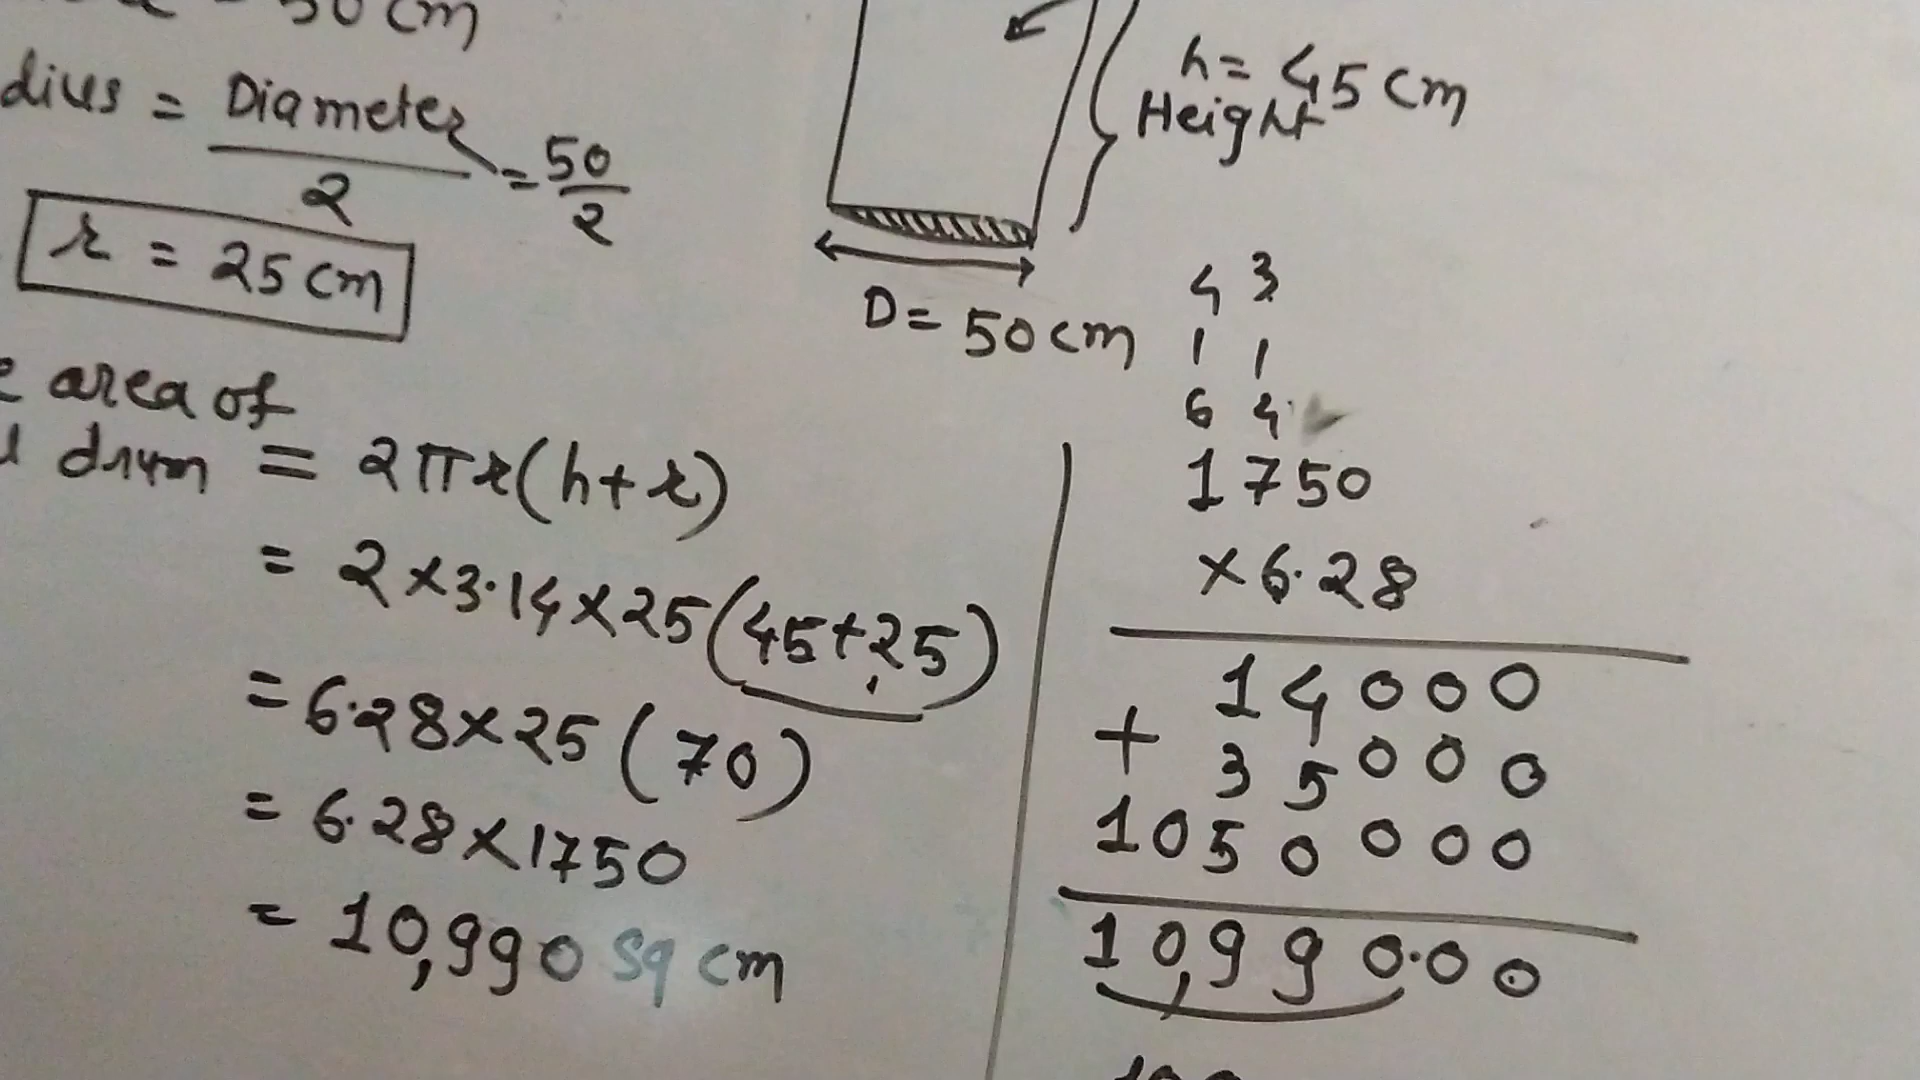 50 cm
dius = Diameter / 2 = 50 / 2
r = 25 cm
h = 45 cm
Height
D = 50 cm
area of
drum = 2πr(h+r)
= 2×3.14×25(45+25)
= 6.28×25(70)
= 6.28×1750
= 10,990 sq cm
4 3
1 1
6 4
1750
×6.28
14000
+ 35000
1050000
10,990.00